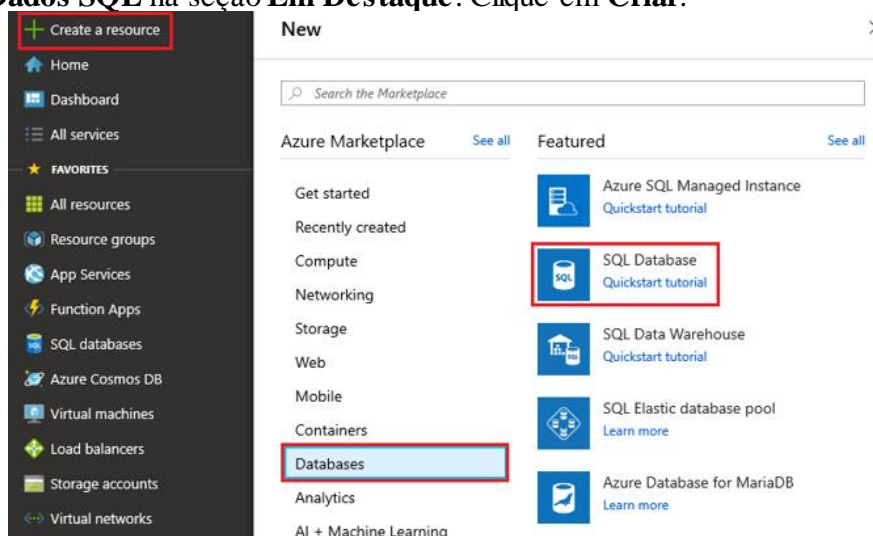 Dados SQL na seção Em Destaque. Clique em Criar.
Create a resource
Home
Dashboard
All services
FAVORITES
All resources
Resource groups
App Services
Function Apps
SQL databases
Azure Cosmos DB
Virtual machines
Load balancers
Storage accounts
Virtual networks
New
Search the Marketplace
Azure Marketplace See all
Get started
Recently created
Compute
Networking
Storage
Web
Mobile
Containers
Databases
Analytics
AI + Machine Learning
Featured See all
Azure SQL Managed Instance
Quickstart tutorial
SQL
SQL Database
Quickstart tutorial
SQL Data Warehouse
Quickstart tutorial
SQL Elastic database pool
Learn more
Azure Database for MariaDB
Learn more